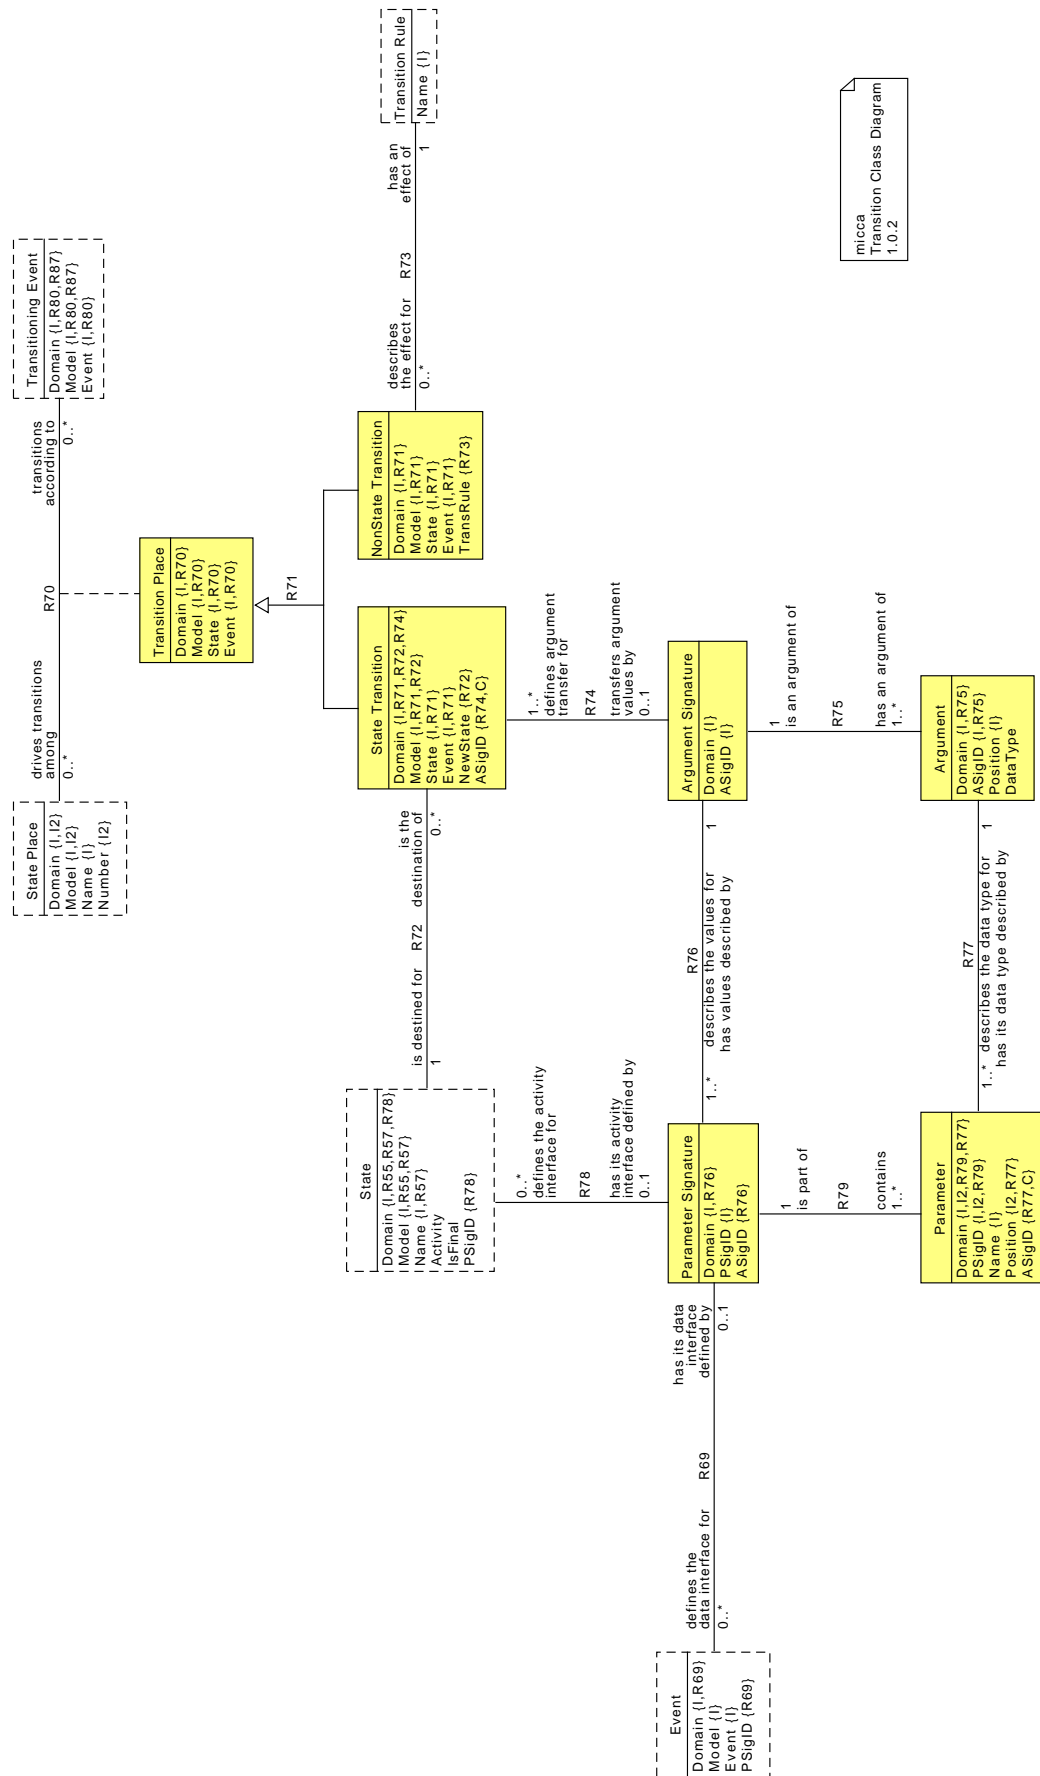 State Place
Domain {I,I2}
Model {I,I2}
Name {I}
Number {I2}
drives transitions
among
0..*
R70
transitions
according to
0..*
Transitioning Event
Domain {I,R80,R87}
Model {I,R80,R87}
Event {I,R80}
Transition Place
Domain {I,R70}
Model {I,R70}
State {I,R70}
Event {I,R70}
R71
State
Domain {I,R55,R57,R78}
Model {I,R55,R57}
Name {I,R57}
Activity
IsFinal
PSigID {R78}
is destined for
1
R72
is the
destination of
0..*
State Transition
Domain {I,R71,R72,R74}
Model {I,R71,R72}
State {I,R71}
Event {I,R71}
NewState {R72}
ASigID {R74,C}
NonState Transition
Domain {I,R71}
Model {I,R71}
State {I,R71}
Event {I,R71}
TransRule {R73}
describes
the effect for
0..*
R73
has an
effect of
1
Transition Rule
Name {I}
0..*
defines the activity
interface for
R78
has its activity
interface defined by
0..1
1..*
defines argument
transfer for
R74
transfers argument
values by
0..1
Event
Domain {I,R69}
Model {I}
Event {I}
PSigID {R69}
defines the
data interface for
0..*
R69
has its data
interface
defined by
0..1
Parameter Signature
Domain {I,R76}
PSigID {I}
ASigID {R76}
R76
1..*
describes the values for
has values described by
1
Argument Signature
Domain {I}
ASigID {I}
1
is part of
R79
contains
1..*
1
is an argument of
R75
has an argument of
1..*
Parameter
Domain {I,I2,R79,R77}
PSigID {I,I2,R79}
Name {I}
Position {I2,R77}
ASigID {R77,C}
R77
1..*
describes the data type for
has its data type described by
1
Argument
Domain {I,R75}
ASigID {I,R75}
Position {I}
DataType
micca
Transition Class Diagram
1.0.2